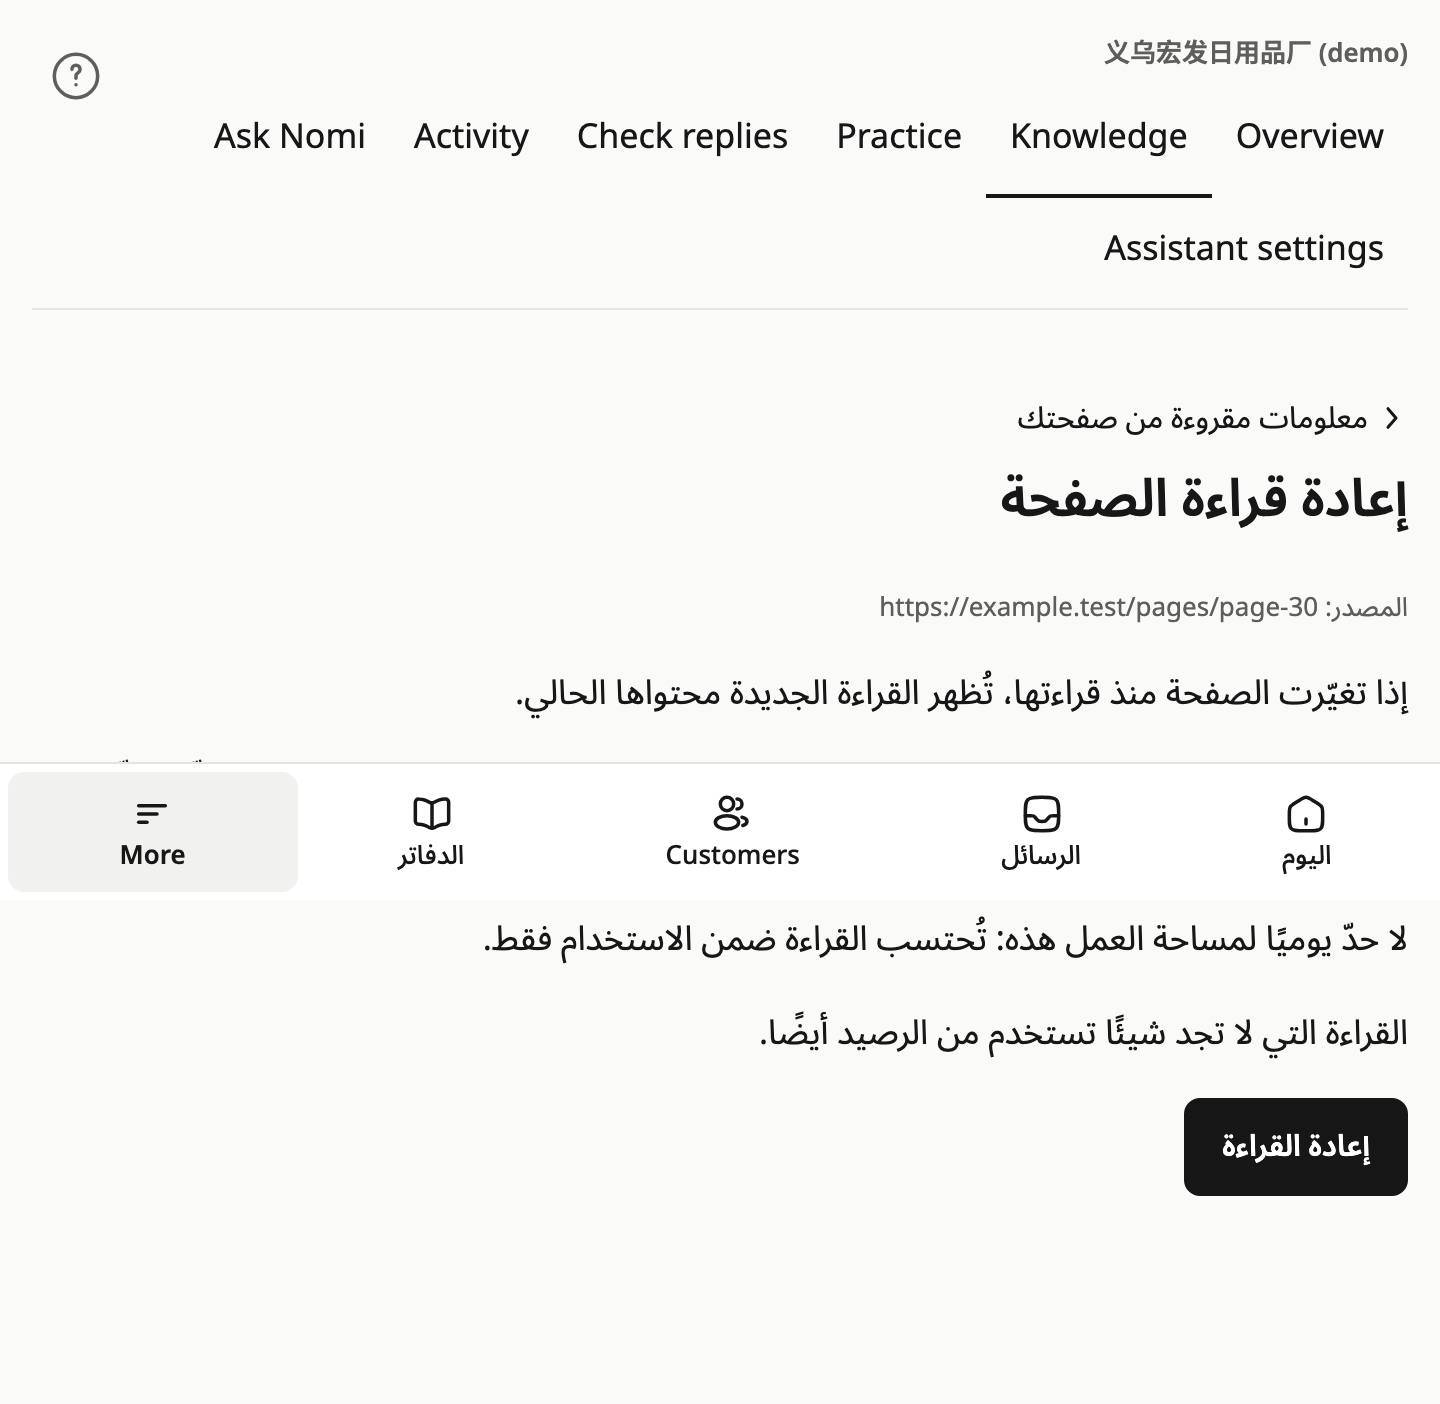 义乌宏发日用品厂 (demo)
Overview
Knowledge
Practice
Check replies
Activity
Ask Nomi
Assistant settings
معلومات مقروءة من صفحتك
إعادة قراءة الصفحة
المصدر: https://example.test/pages/page-30
إذا تغيّرت الصفحة منذ قراءتها، تُظهر القراءة الجديدة محتواها الحالي.
اليوم
الرسائل
Customers
الدفاتر
More
لا حدّ يوميًا لمساحة العمل هذه: تُحتسب القراءة ضمن الاستخدام فقط.
القراءة التي لا تجد شيئًا تستخدم من الرصيد أيضًا.
إعادة القراءة